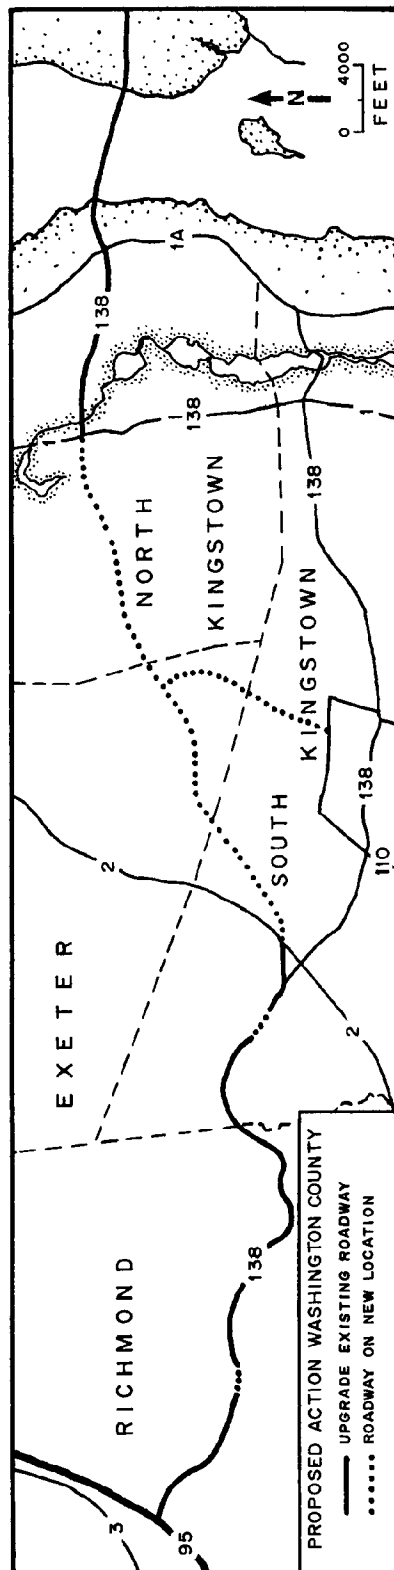 3
95
RICHMOND
138
EXETER
2
2
SOUTH
KINGSTOWN
110
138
NORTH
KINGSTOWN
138
1
138
1
1
138
1A
N
0 4000
FEET
PROPOSED ACTION WASHINGTON COUNTY
UPGRADE EXISTING ROADWAY
ROADWAY ON NEW LOCATION